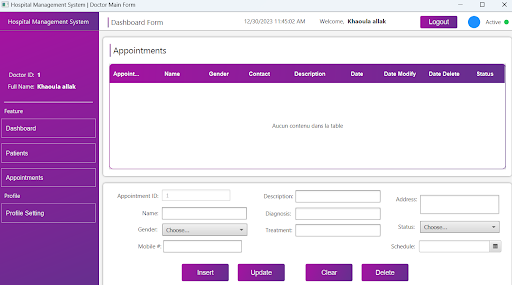 Hospital Management System | Doctor Main Form
Hospital Management System
Dashboard Form
12/30/2023 11:45:02 AM
Welcome, Khaoula allak
Logout
Active
Doctor ID: 1
Full Name: Khaoula allak
Feature
Dashboard
Patients
Appointments
Profile
Profile Setting
Appointments
Appoint... Name Gender Contact Description Date Date Modify Date Delete Status
Aucun contenu dans la table
Appointment ID: 1
Name:
Gender: Choose...
Mobile #:
Description:
Diagnosis:
Treatment:
Address:
Status: Choose...
Schedule:
Insert Update Clear Delete